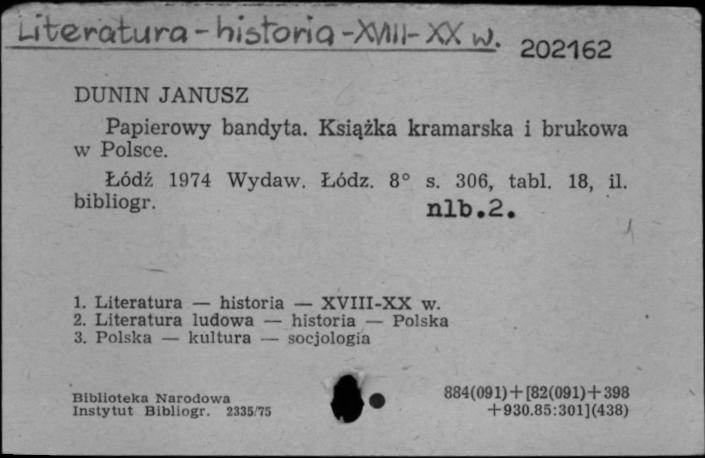 Literatura - historia - XVIII - XX w.
202162
DUNIN JANUSZ
Papierowy bandyta. Książka kramarska i brukowa
w Polsce.
Łódź 1974 Wydaw. Łódz. 8° s. 306, tabl. 18, il.
bibliogr.
nlb.2.
1. Literatura — historia — XVIII-XX w.
2. Literatura ludowa — historia — Polska
3. Polska — kultura — socjologia
Biblioteka Narodowa
Instytut Bibliogr. 2335/75
884(091)+[82(091)+398
+930.85:301](438)